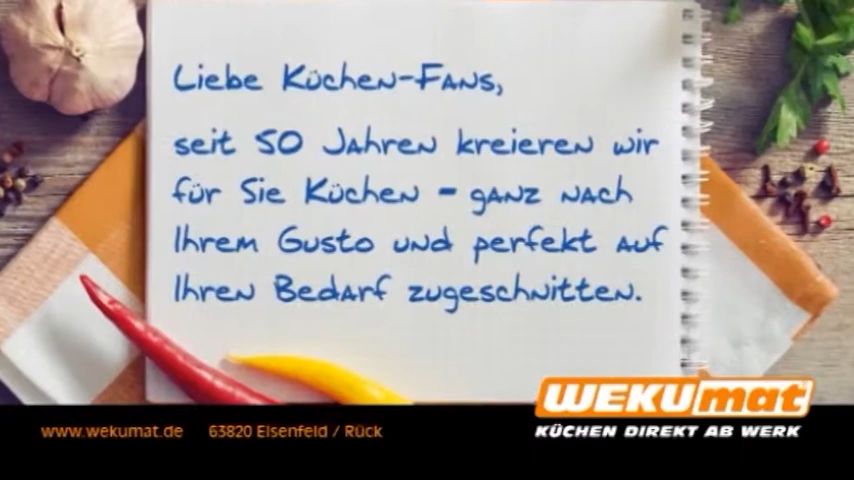 Liebe Küchen-Fans,
seit 50 Jahren kreieren wir
für Sie Küchen - ganz nach
Ihrem Gusto und perfekt auf
Ihren Bedarf zugeschnitten.
WEKUmat
www.wekumat.de 63820 Elsenfeld / Rück
KÜCHEN DIREKT AB WERK